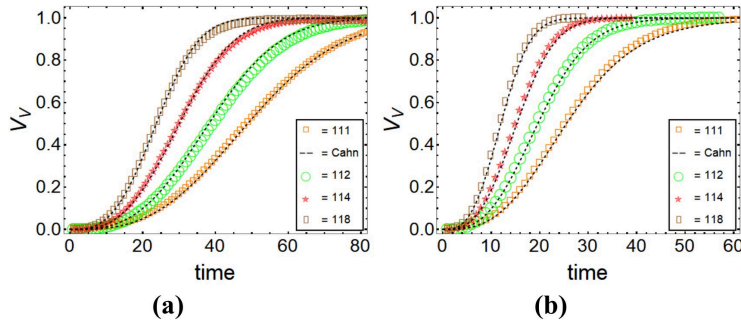 1.0
0.8
0.6
0.4
0.2
0.0
V_V
= 111
= Cahn
= 112
= 114
= 118
0 20 40 60 80
time
(a)
1.0
0.8
0.6
0.4
0.2
0.0
V_V
= 111
= Cahn
= 112
= 114
= 118
0 10 20 30 40 50 60
time
(b)